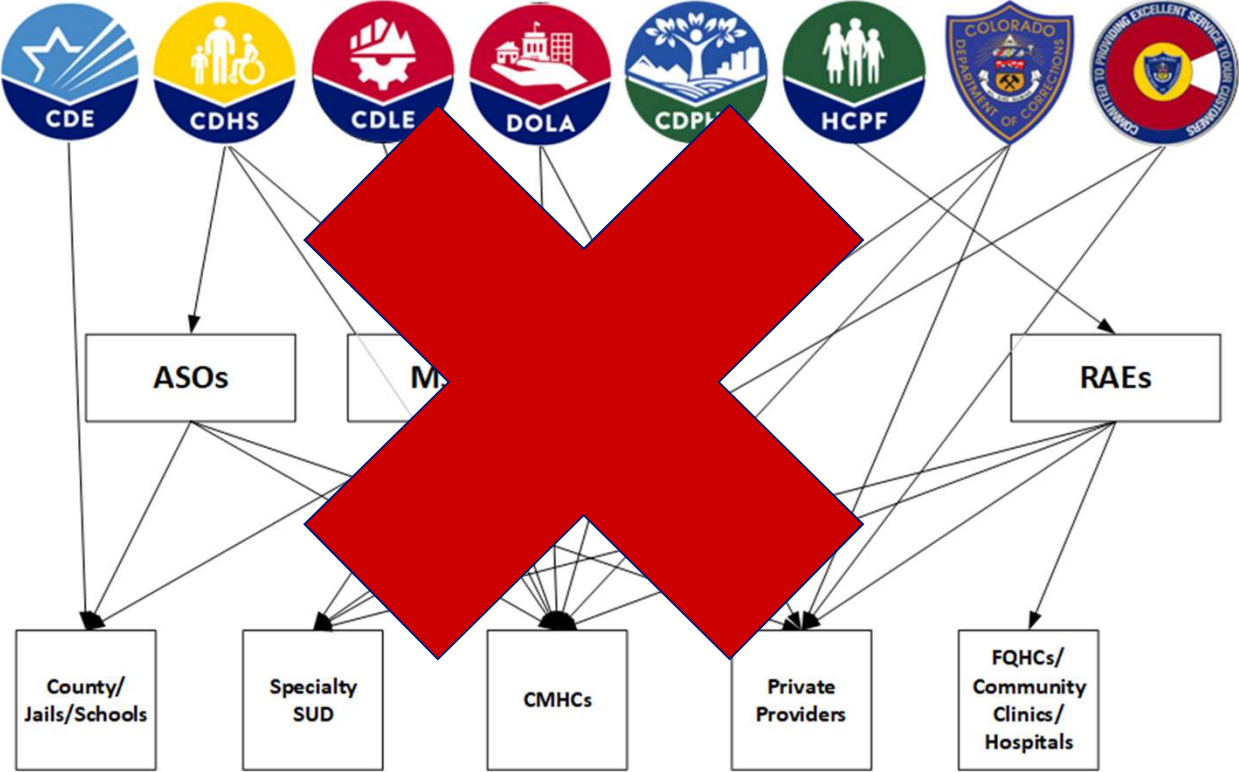 CDE
CDHS
CDLE
DOLA
HCPF
COLORADO
DEPARTMENT OF CORRECTIONS
COMMITTED TO PROVIDING EXCELLENT SERVICE TO OUR CUSTOMERS
ASOs
RAEs
County/
Jails/Schools
Specialty
SUD
CMHCs
Private
Providers
FQHCs/
Community
Clinics/
Hospitals